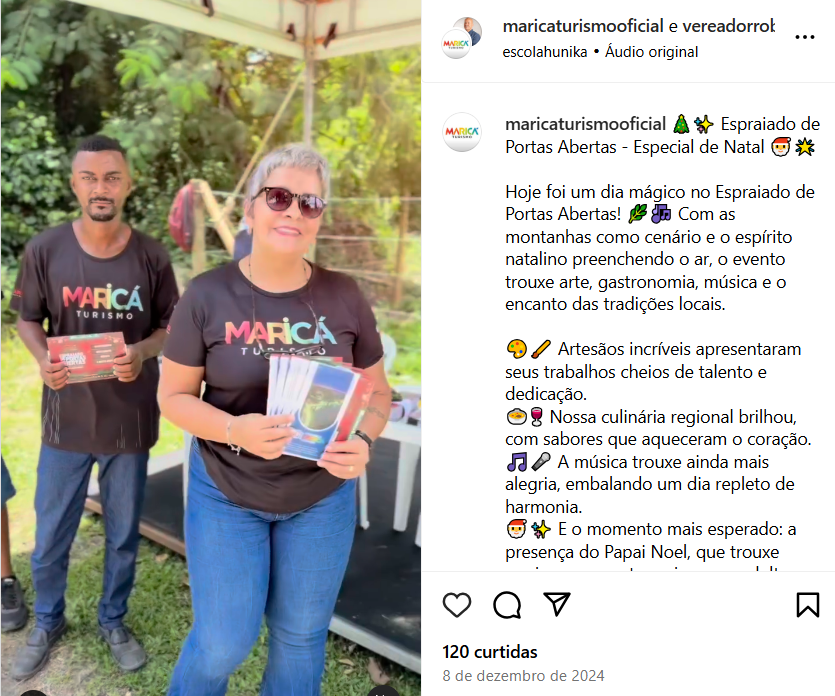 MARICÁ
TURISMO
MARICÁ
MARICÁ
TURISMO
maricaturismooficial e vereadorrob
escolahunika • Áudio original
MARICÁ
TURISMO
maricaturismooficial 🎄✨ Espraiado de
Portas Abertas - Especial de Natal 🎅🌟
Hoje foi um dia mágico no Espraiado de
Portas Abertas! 🌿🎶 Com as
montanhas como cenário e o espírito
natalino preenchendo o ar, o evento
trouxe arte, gastronomia, música e o
encanto das tradições locais.
🎨🖌️ Artesãos incríveis apresentaram
seus trabalhos cheios de talento e
dedicação.
🍲🍷 Nossa culinária regional brilhou,
com sabores que aqueceram o coração.
🎵🎤 A música trouxe ainda mais
alegria, embalando um dia repleto de
harmonia.
🎅✨ E o momento mais esperado: a
presença do Papai Noel, que trouxe
120 curtidas
8 de dezembro de 2024